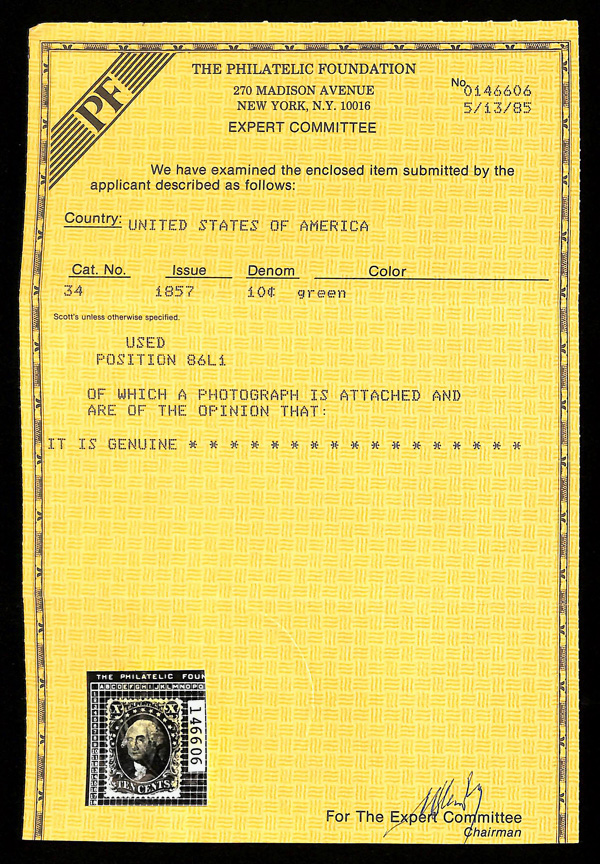 PF
THE PHILATELIC FOUNDATION
270 MADISON AVENUE
NEW YORK, N.Y. 10016
EXPERT COMMITTEE
No 0146606
5/13/85
We have examined the enclosed item submitted by the
applicant described as follows:
Country: UNITED STATES OF AMERICA
Cat. No. Issue Denom Color
34 1857 10¢ green
Scott's unless otherwise specified.
USED
POSITION 86L1
OF WHICH A PHOTOGRAPH IS ATTACHED AND
ARE OF THE OPINION THAT:
IT IS GENUINE * * * * * * * * * * * * * * * * *
THE PHILATELIC FOUN
ABCDEFGHIJKLMNOPQ
X X
TEN CENTS
146606
For The Expert Committee
Chairman